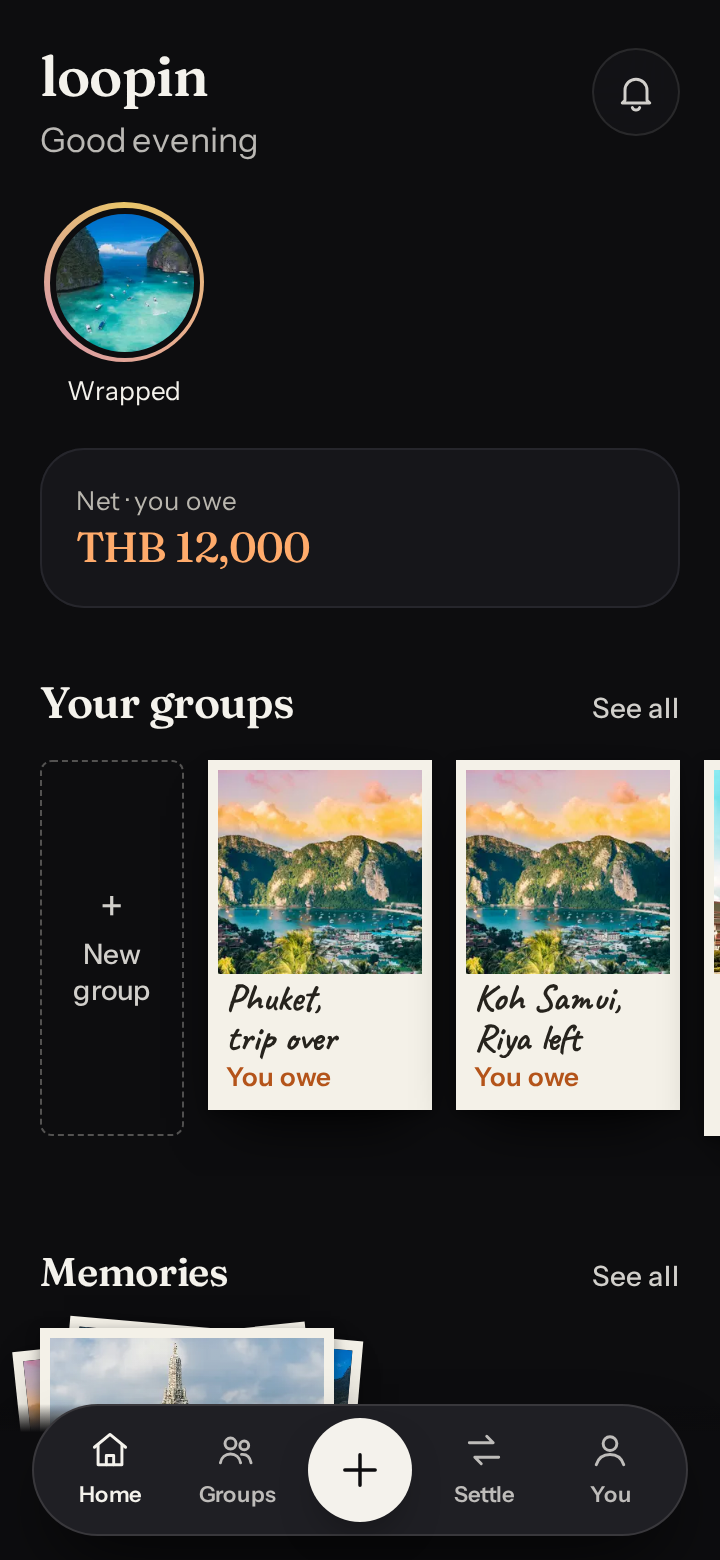 loopin
Good evening
Wrapped
Net · you owe
THB 12,000
Your groups
See all
+
New
group
Phuket,
trip over
You owe
Koh Samui,
Riya left
You owe
Memories
See all
Home
Groups
Settle
You